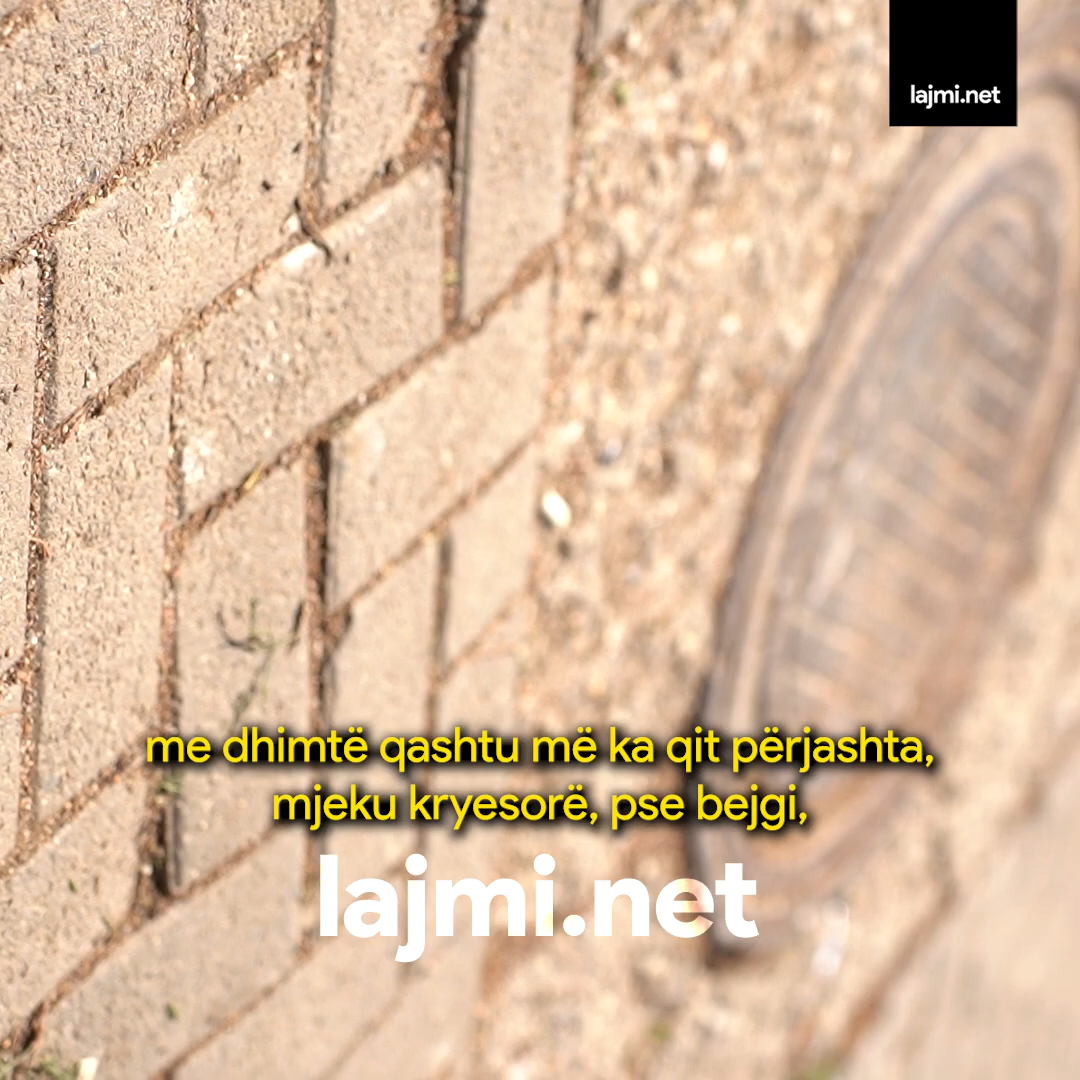 lajmi.net
me dhimtë qashtu më ka qit përjashta,
mjeku kryesorë, pse bejgi,
lajmi.net